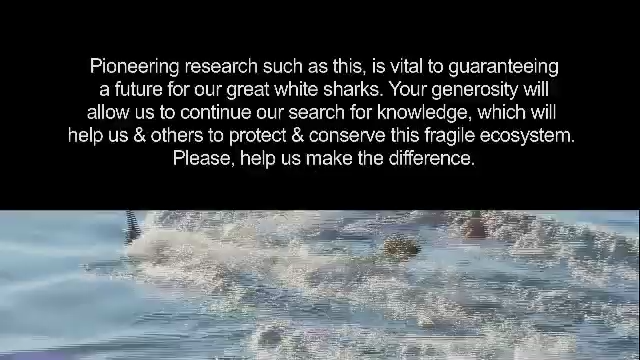 Pioneering research such as this, is vital to guaranteeing
a future for our great white sharks. Your generosity will
allow us to continue our search for knowledge, which will
help us & others to protect & conserve this fragile ecosystem.
Please, help us make the difference.